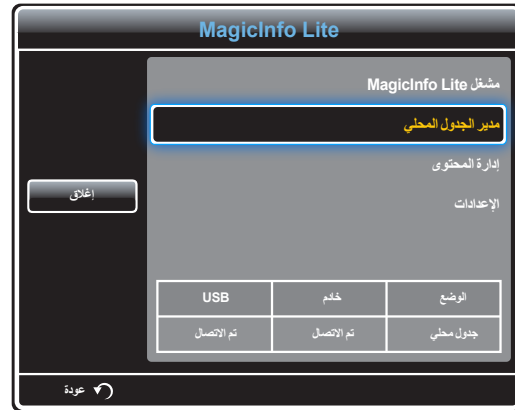 MagicInfo Lite
مشغل MagicInfo Lite
مدير الجدول المحلي
إدارة المحتوى
الإعدادات
إغلاق
الوضع خادم USB
جدول محلي تم الاتصال تم الاتصال
عودة